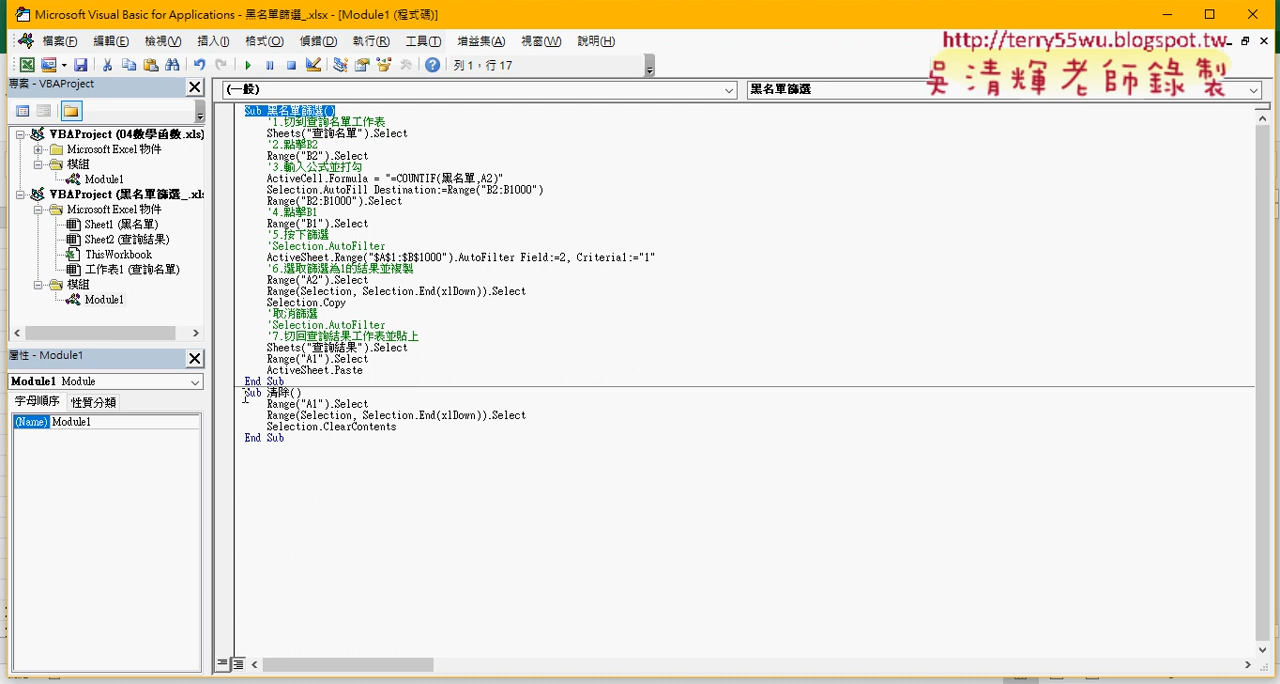 Microsoft Visual Basic for Applications - 黑名單篩選_.xlsx - [Module1 (程式碼)]
檔案(F) 編輯(E) 檢視(V) 插入(I) 格式(O) 偵錯(D) 執行(R) 工具(T) 增益集(A) 視窗(W) 說明(H)
http://terry55wu.blogspot.tw
吳清輝老師錄製
列 1，行 17
專案 - VBAProject
(一般)
黑名單篩選
VBAProject (04數學函數.xls)
Microsoft Excel 物件
模組
Module1
VBAProject (黑名單篩選_.xls
Microsoft Excel 物件
Sheet1 (黑名單)
Sheet2 (查詢結果)
ThisWorkbook
工作表1 (查詢名單)
模組
Module1
屬性 - Module1
Module1 Module
字母順序 性質分類
(Name) Module1
Sub 黑名單篩選()
'1.切到查詢名單工作表
Sheets("查詢名單").Select
'2.點擊B2
Range("B2").Select
'3.輸入公式並打勾
ActiveCell.Formula = "=COUNTIF(黑名單,A2)"
Selection.AutoFill Destination:=Range("B2:B1000")
Range("B2:B1000").Select
'4.點擊B1
Range("B1").Select
'5.按下篩選
'Selection.AutoFilter
ActiveSheet.Range("$A$1:$B$1000").AutoFilter Field:=2, Criteria1:="1"
'6.選取篩選為1的結果並複製
Range("A2").Select
Range(Selection, Selection.End(xlDown)).Select
Selection.Copy
'取消篩選
'Selection.AutoFilter
'7.切回查詢結果工作表並貼上
Sheets("查詢結果").Select
Range("A1").Select
ActiveSheet.Paste
End Sub
Sub 清除()
Range("A1").Select
Range(Selection, Selection.End(xlDown)).Select
Selection.ClearContents
End Sub